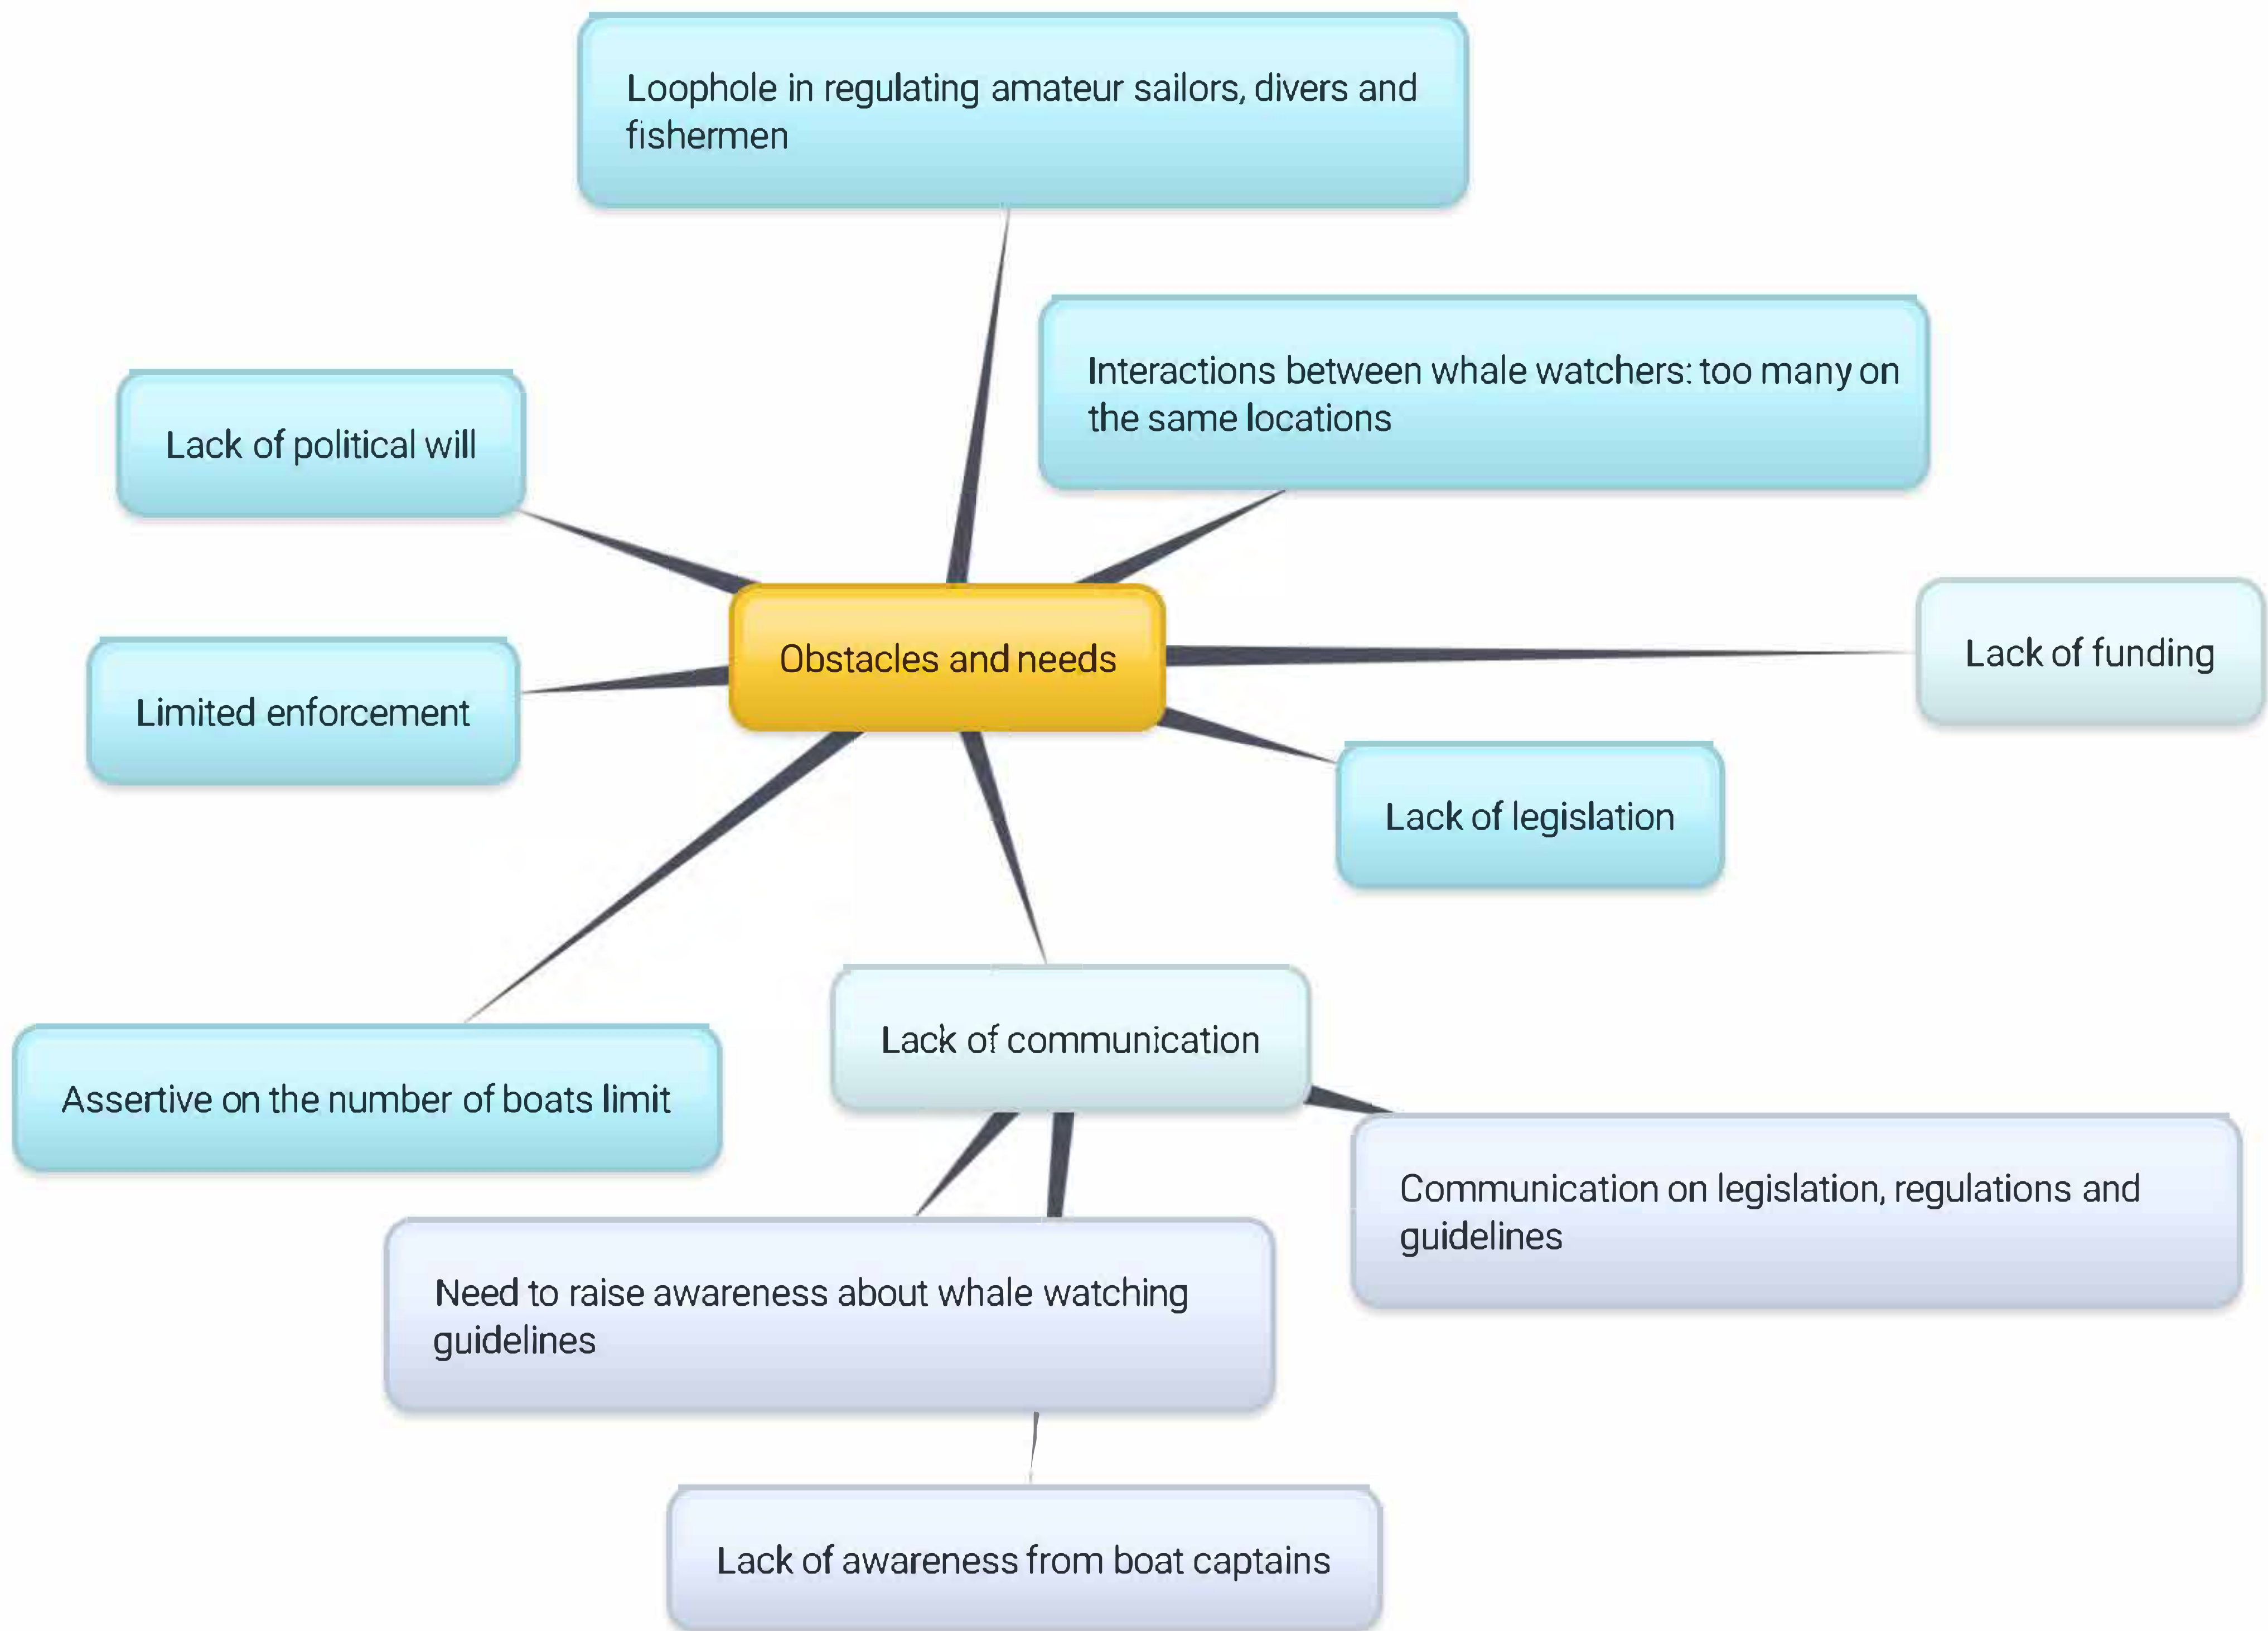 Loophole in regulating amateur sailors, divers and
fishermen
Interactions between whale watchers: too many on
the same locations
Lack of political will
Obstacles and needs
Lack of funding
Limited enforcement
Lack of legislation
Lack of communication
Assertive on the number of boats limit
Communication on legislation, regulations and
guidelines
Need to raise awareness about whale watching
guidelines
Lack of awareness from boat captains